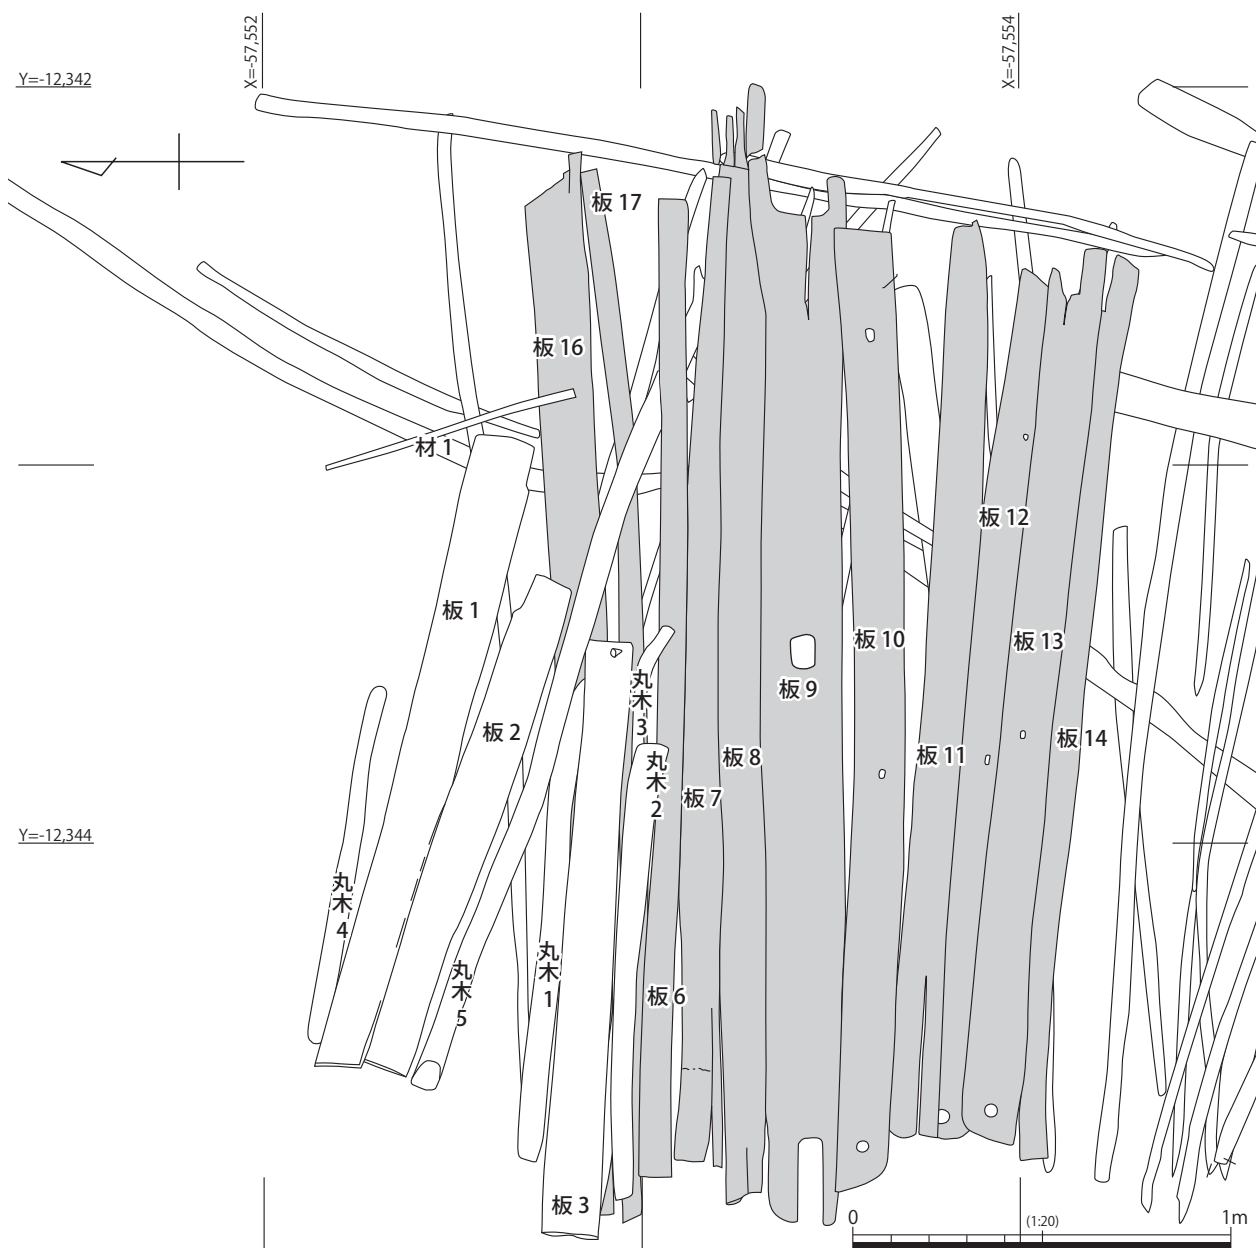 X=-57,552
X=-57,554
Y=-12,342
板 17
板 16
材 1
板 12
板 1
板 10
板 13
丸木3
板 9
板 2
板 14
板 8
板 11
丸木2
板 7
Y=-12,344
丸木4
丸木1
丸木5
板 6
板 3
0
(1:20)
1m